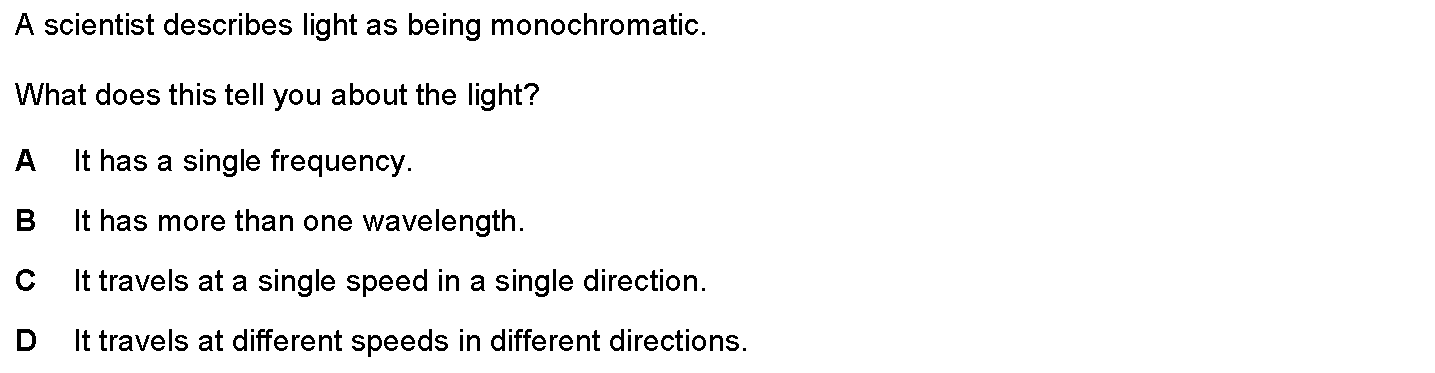 A scientist describes light as being monochromatic.
What does this tell you about the light?
A It has a single frequency.
B It has more than one wavelength.
C It travels at a single speed in a single direction.
D It travels at different speeds in different directions.